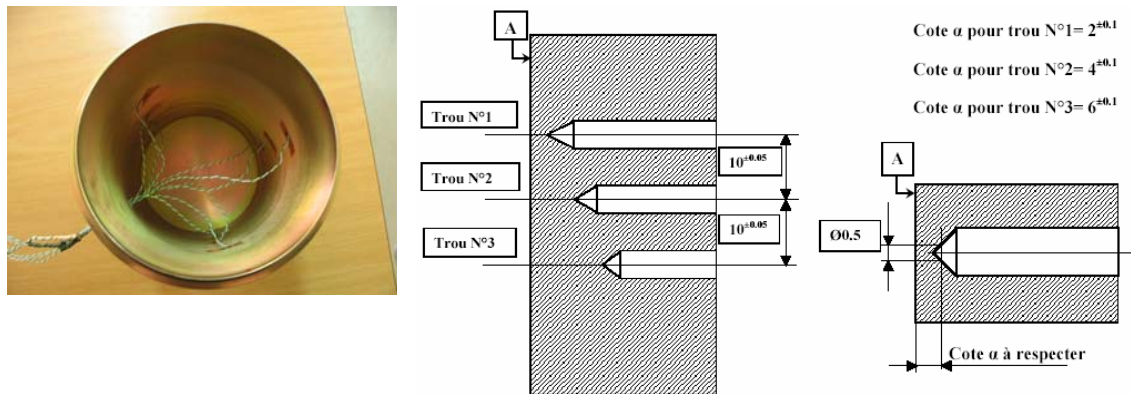 A
Trou N°1
Trou N°2
Trou N°3
10±0.05
10±0.05
Cote α pour trou N°1= 2±0.1
Cote α pour trou N°2= 4±0.1
Cote α pour trou N°3= 6±0.1
A
Ø0.5
Cote α à respecter